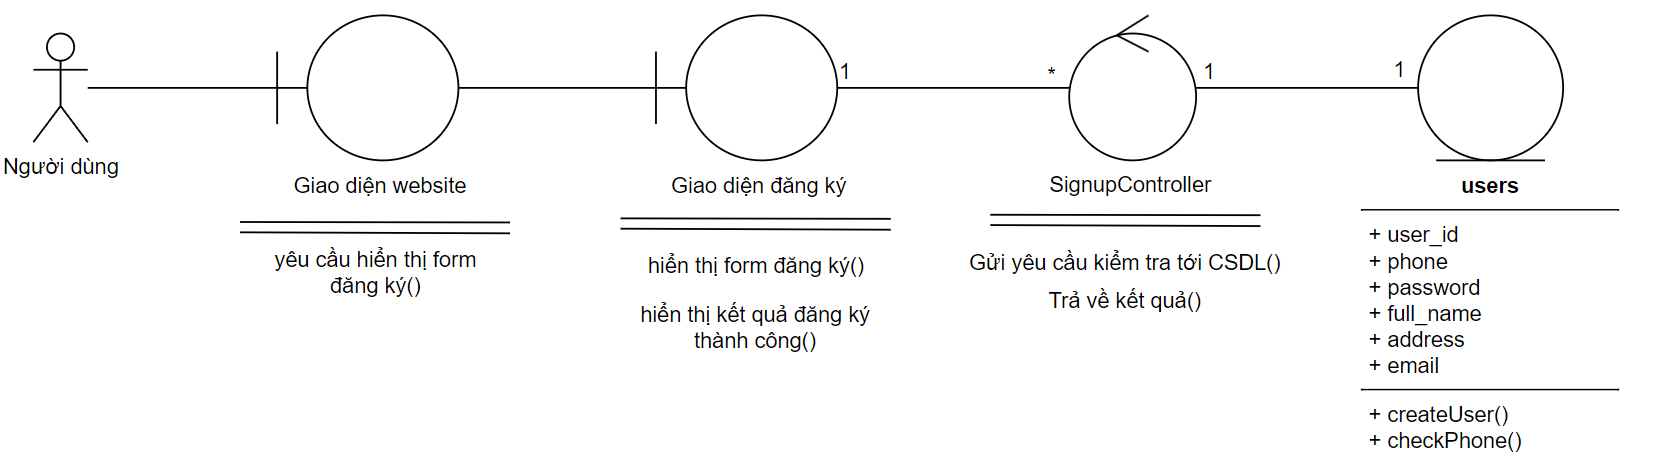 Người dùng
Giao diện website
yêu cầu hiển thị form
đăng ký()
Giao diện đăng ký
hiển thị form đăng ký()
hiển thị kết quả đăng ký
thành công()
1
*
SignupController
Gửi yêu cầu kiểm tra tới CSDL()
Trả về kết quả()
1
1
users
+ user_id
+ phone
+ password
+ full_name
+ address
+ email
+ createUser()
+ checkPhone()